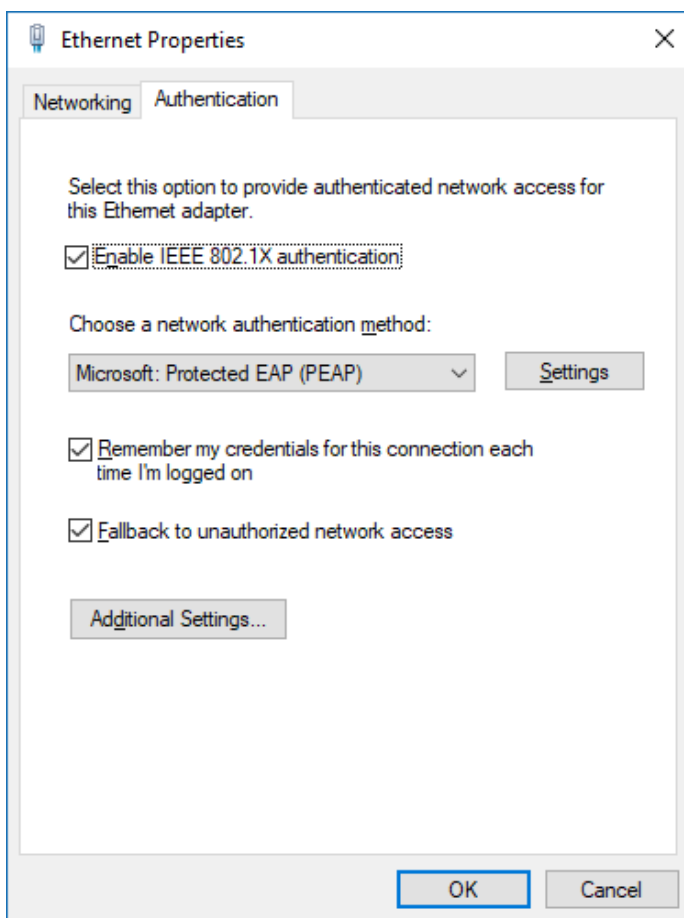 Ethernet Properties
Networking
Authentication
Select this option to provide authenticated network access for
this Ethernet adapter.
Enable IEEE 802.1X authentication
Choose a network authentication method:
Microsoft: Protected EAP (PEAP)
Settings
Remember my credentials for this connection each
time I'm logged on
Fallback to unauthorized network access
Additional Settings...
OK
Cancel